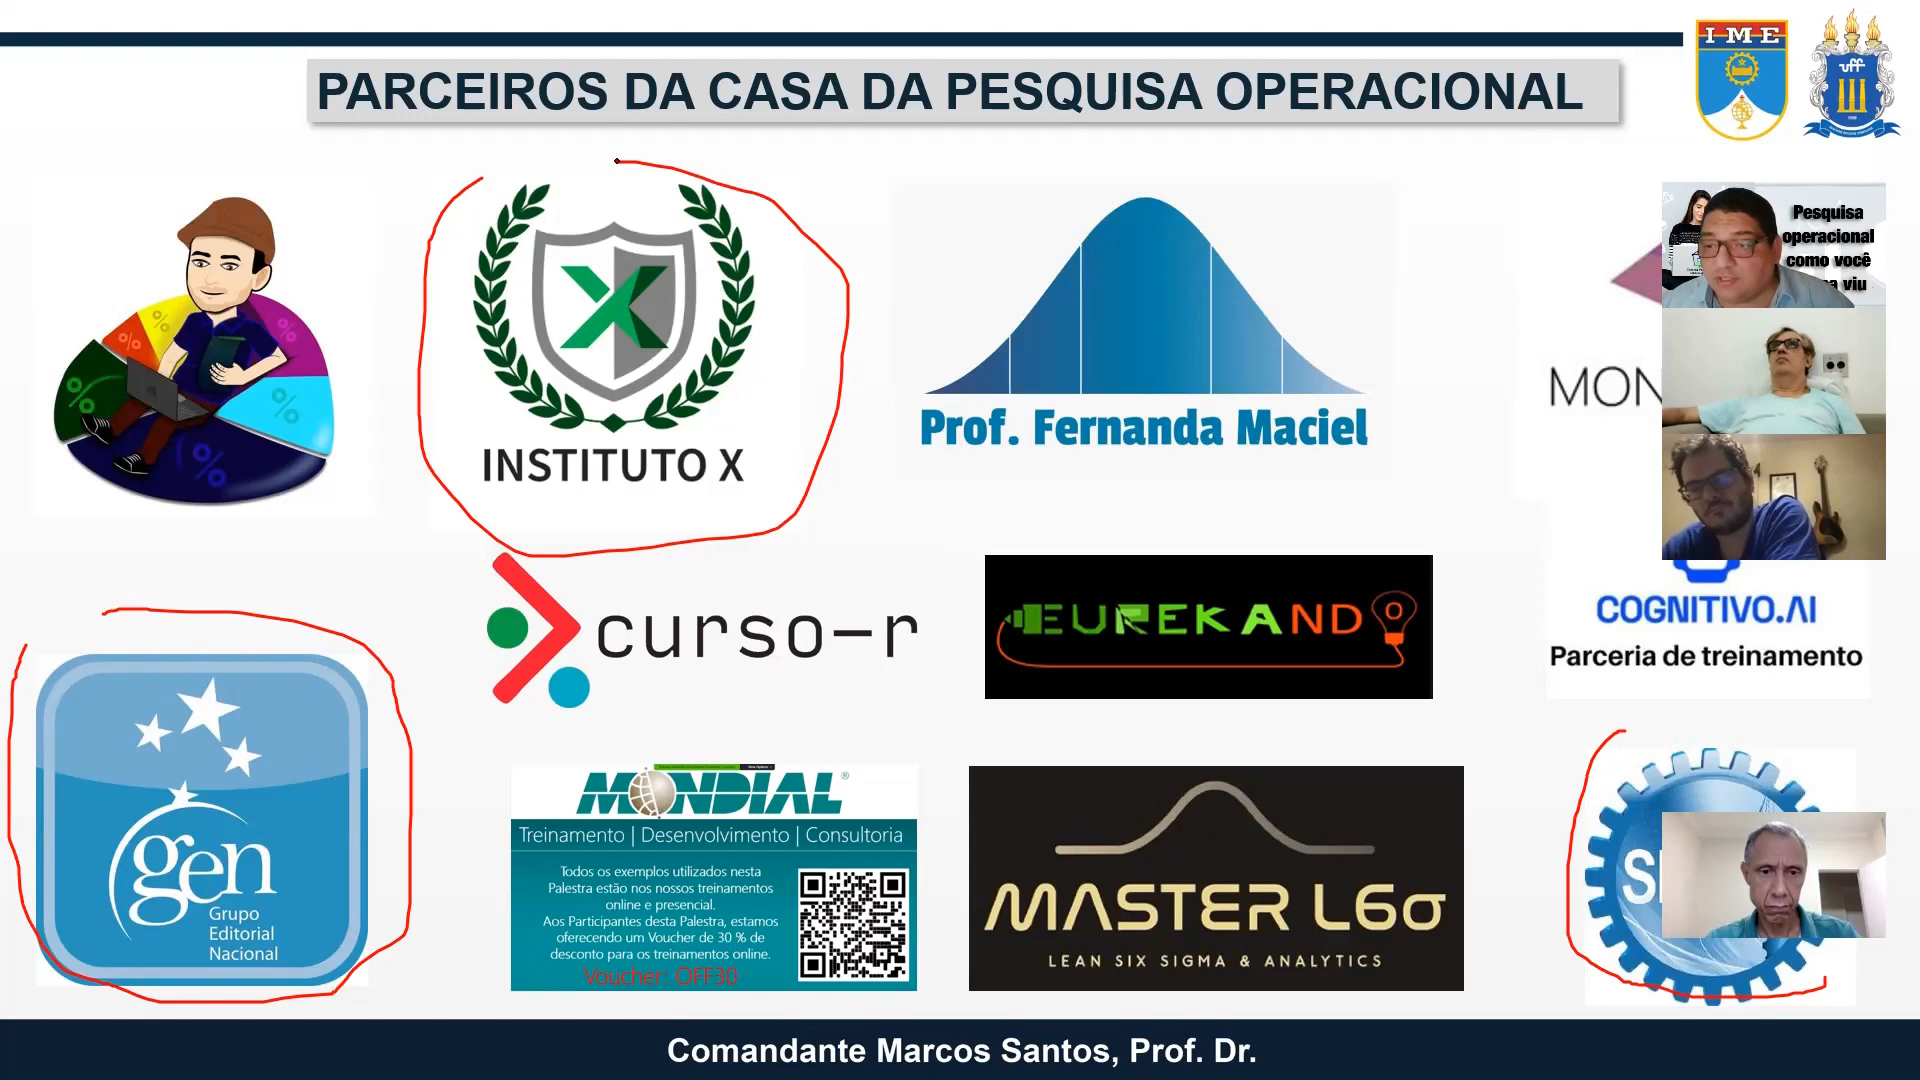 IME
uff
PARCEIROS DA CASA DA PESQUISA OPERACIONAL
INSTITUTO X
Prof. Fernanda Maciel
MON
Pesquisa
operacional
como você
viu
curso-r
EUREKANDO
COGNITIVO.AI
Parceria de treinamento
gen
Grupo
Editorial
Nacional
MONDIAL®
Treinamento | Desenvolvimento | Consultoria
Todos os exemplos utilizados nesta
Palestra estão nos nossos treinamentos
online e presencial.
Aos Participantes desta Palestra, estamos
oferecendo um Voucher de 30 % de
desconto para os treinamentos online.
Voucher: OFF30
MASTER L6σ
LEAN SIX SIGMA & ANALYTICS
S
Comandante Marcos Santos, Prof. Dr.